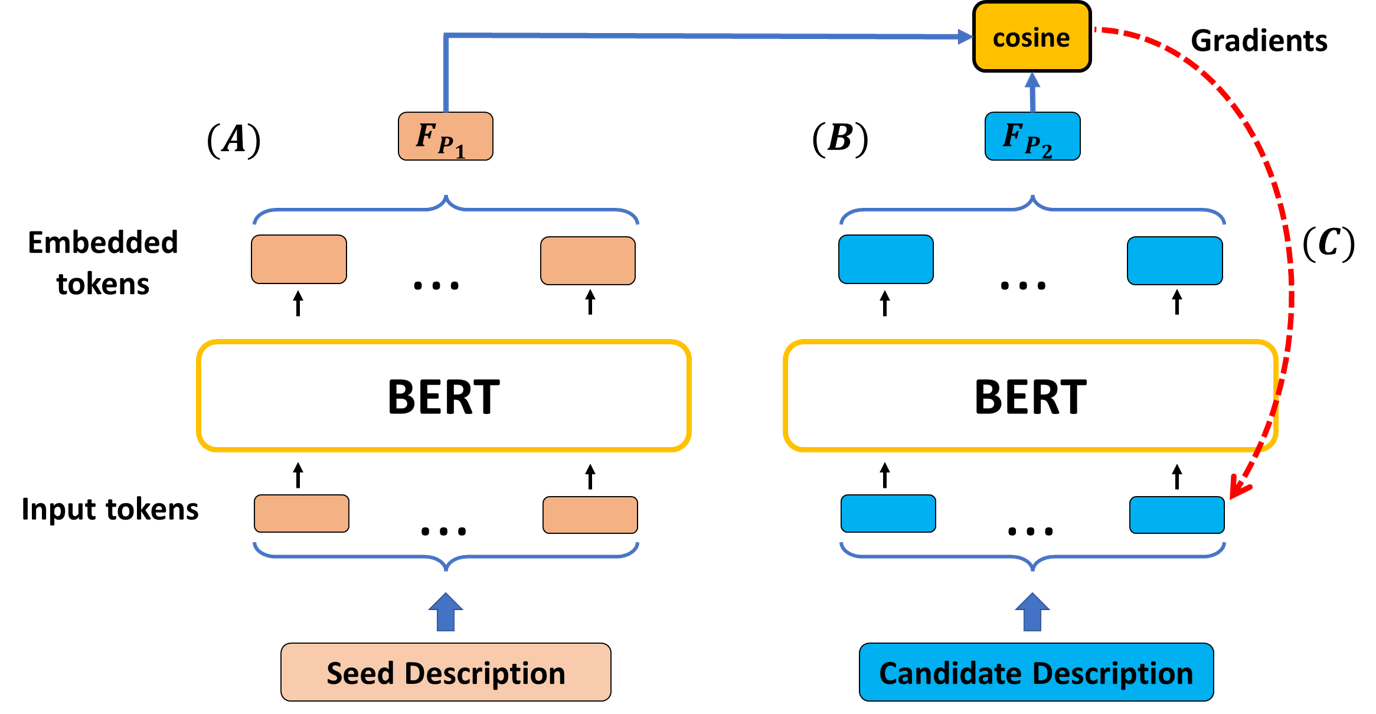 cosine
Gradients
(A)
F_{P_1}
(B)
F_{P_2}
Embedded
tokens
...
...
(C)
BERT
BERT
Input tokens
...
...
Seed Description
Candidate Description